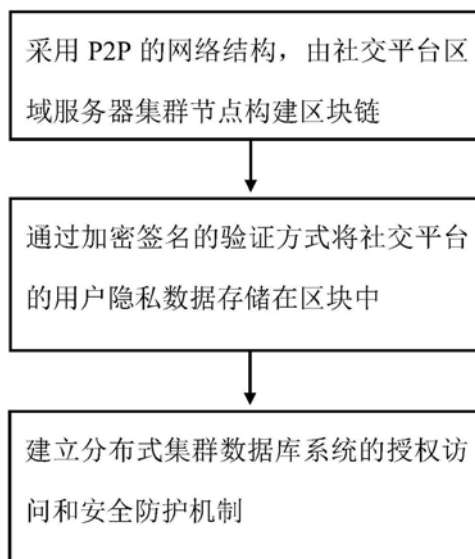 采用 P2P 的网络结构，由社交平台区
域服务器集群节点构建区块链
通过加密签名的验证方式将社交平台
的用户隐私数据存储在区块中
建立分布式集群数据库系统的授权访
问和安全防护机制